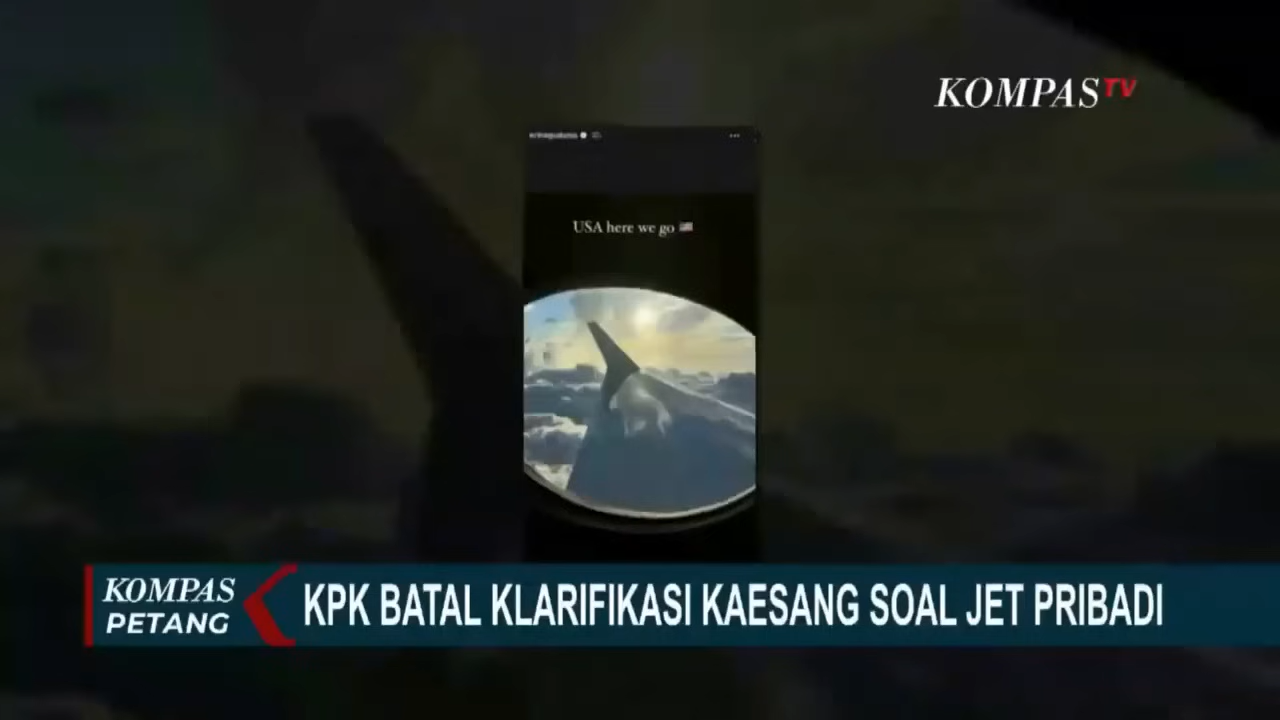 KOMPASTV
USA here we go 🇺🇸
KOMPAS
PETANG
KPK BATAL KLARIFIKASI KAESANG SOAL JET PRIBADI